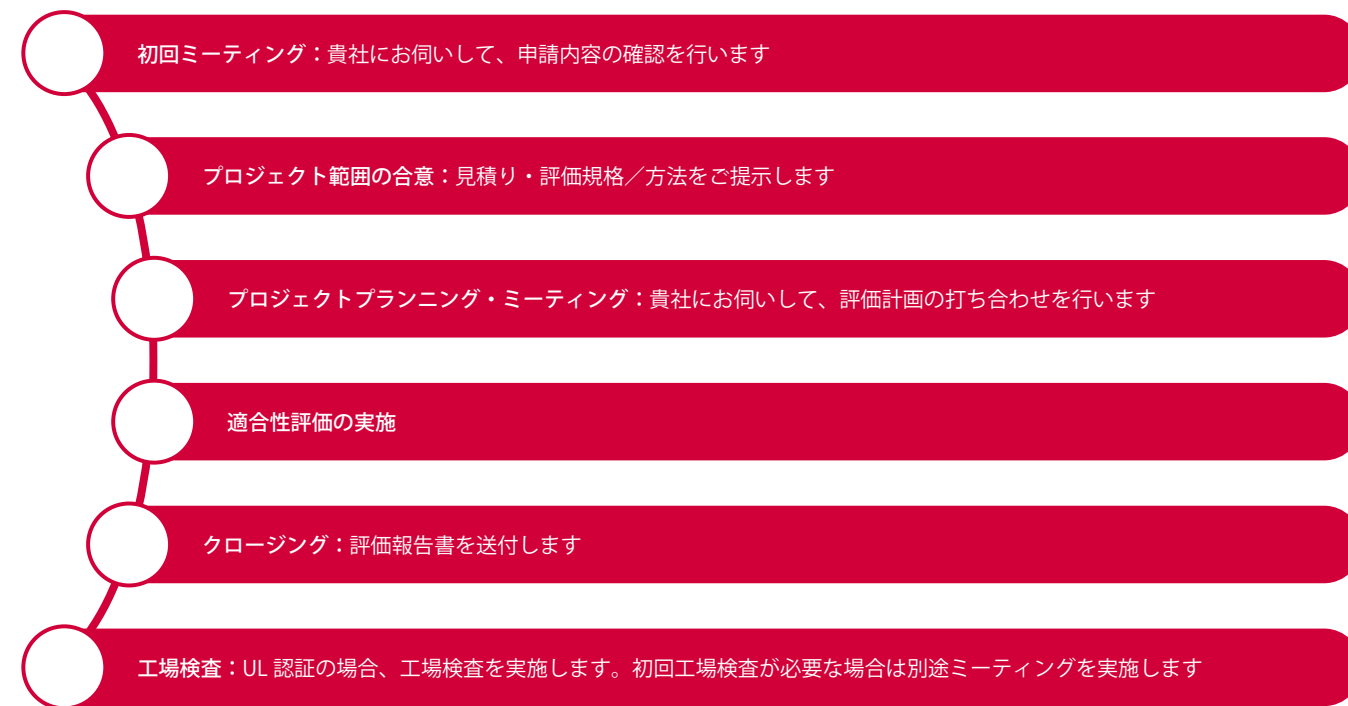 初回ミーティング：貴社にお伺いして、申請内容の確認を行います
プロジェクト範囲の合意：見積り・評価規格／方法をご提示します
プロジェクトプランニング・ミーティング：貴社にお伺いして、評価計画の打ち合わせを行います
適合性評価の実施
クロージング：評価報告書を送付します
工場検査：UL 認証の場合、工場検査を実施します。初回工場検査が必要な場合は別途ミーティングを実施します